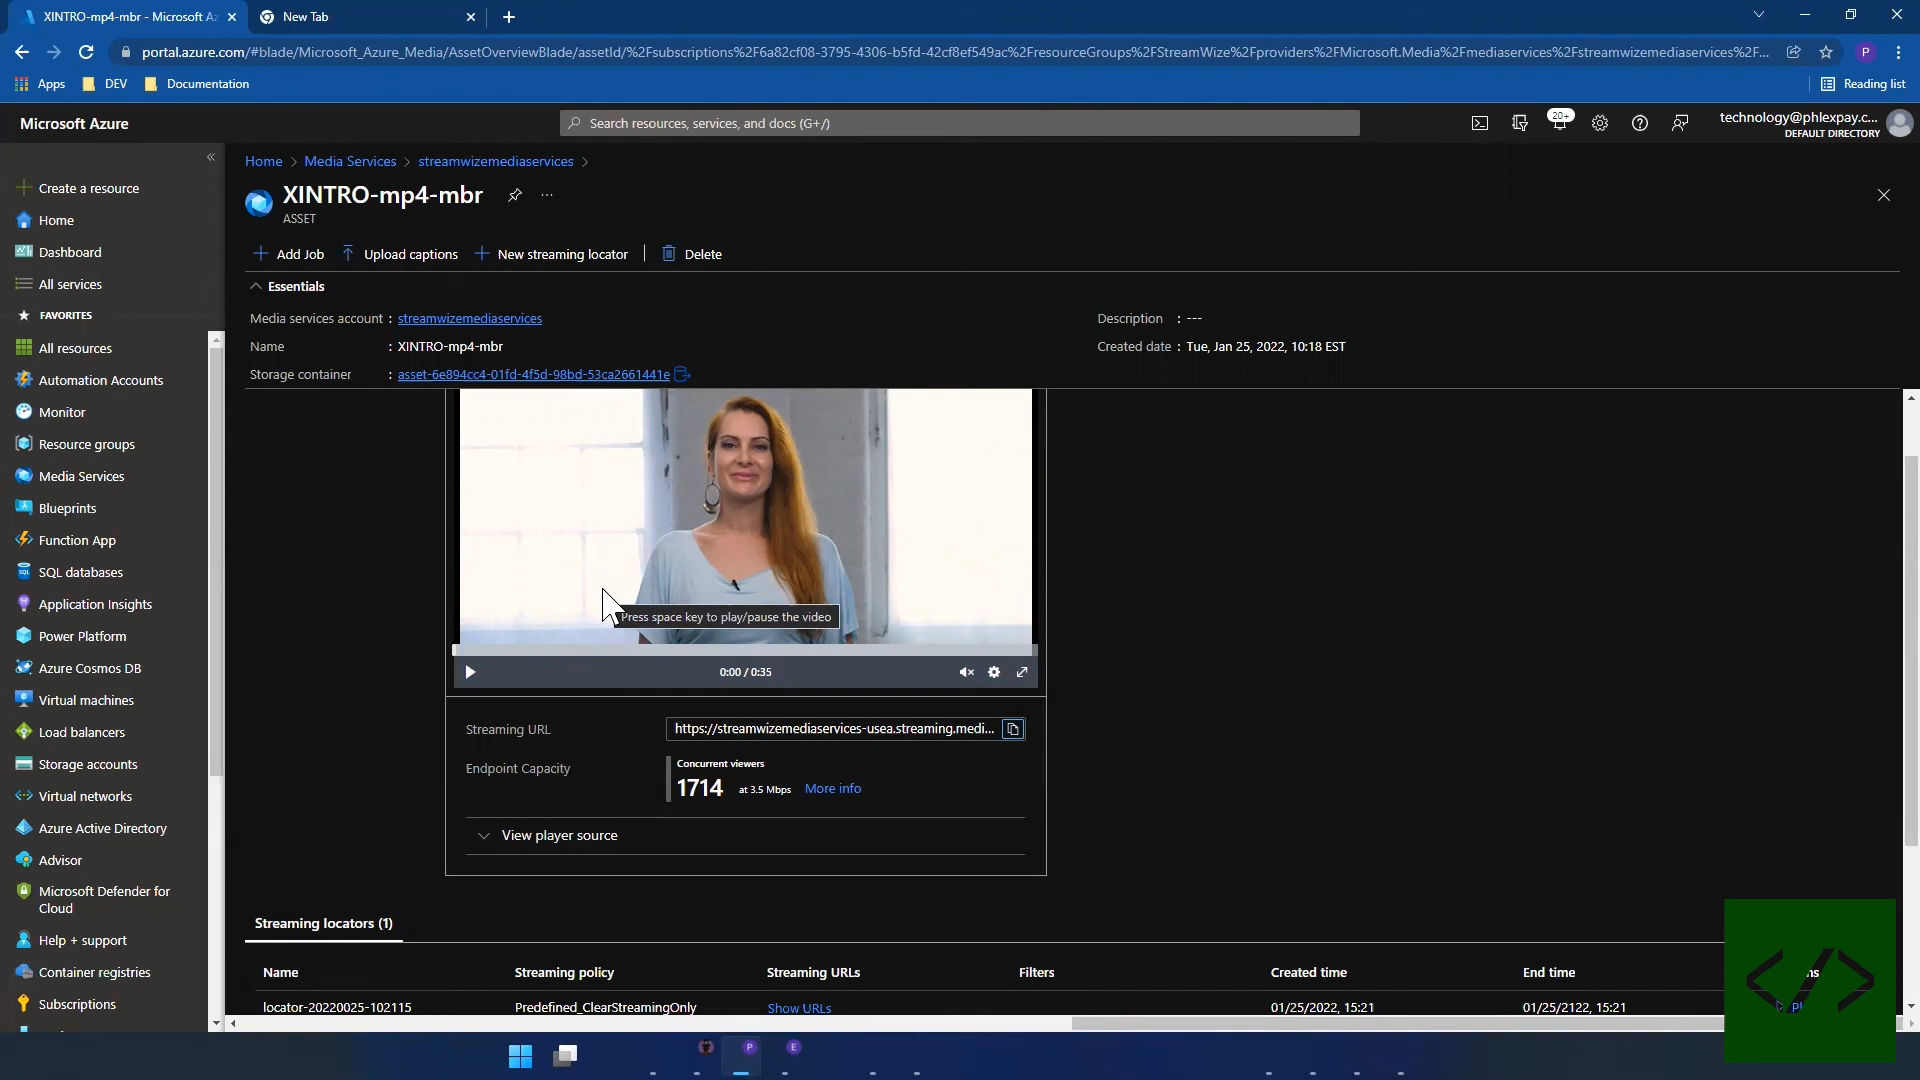 XINTRO-mp4-mbr - Microsoft Az
New Tab
portal.azure.com/#blade/Microsoft_Azure_Media/AssetOverviewBlade/assetId/%2Fsubscriptions%2F6a82cf08-3795-4306-b5fd-42cf8ef549ac%2FresourceGroups%2FStreamWize%2Fproviders%2FMicrosoft.Media%2Fmediaservices%2Fstreamwizemediaservices%2F...
P
Apps
DEV
Documentation
Reading list
Microsoft Azure
Search resources, services, and docs (G+/)
20+
technology@phlexpay.c...
DEFAULT DIRECTORY
Home > Media Services > streamwizemediaservices >
XINTRO-mp4-mbr
...
ASSET
Add Job
Upload captions
New streaming locator
Delete
Essentials
Media services account : streamwizemediaservices
Name : XINTRO-mp4-mbr
Storage container : asset-6e894cc4-01fd-4f5d-98bd-53ca2661441e
Description : ---
Created date : Tue, Jan 25, 2022, 10:18 EST
Create a resource
Home
Dashboard
All services
FAVORITES
All resources
Automation Accounts
Monitor
Resource groups
Media Services
Blueprints
Function App
SQL databases
Application Insights
Power Platform
Azure Cosmos DB
Virtual machines
Load balancers
Storage accounts
Virtual networks
Azure Active Directory
Advisor
Microsoft Defender for
Cloud
Help + support
Container registries
Subscriptions
Press space key to play/pause the video
0:00 / 0:35
Streaming URL
https://streamwizemediaservices-usea.streaming.medi...
Endpoint Capacity
Concurrent viewers
1714 at 3.5 Mbps More info
View player source
Streaming locators (1)
Name Streaming policy Streaming URLs Filters Created time End time
locator-20220025-102115 Predefined_ClearStreamingOnly Show URLs 01/25/2022, 15:21 01/25/2122, 15:21
</>
P
E